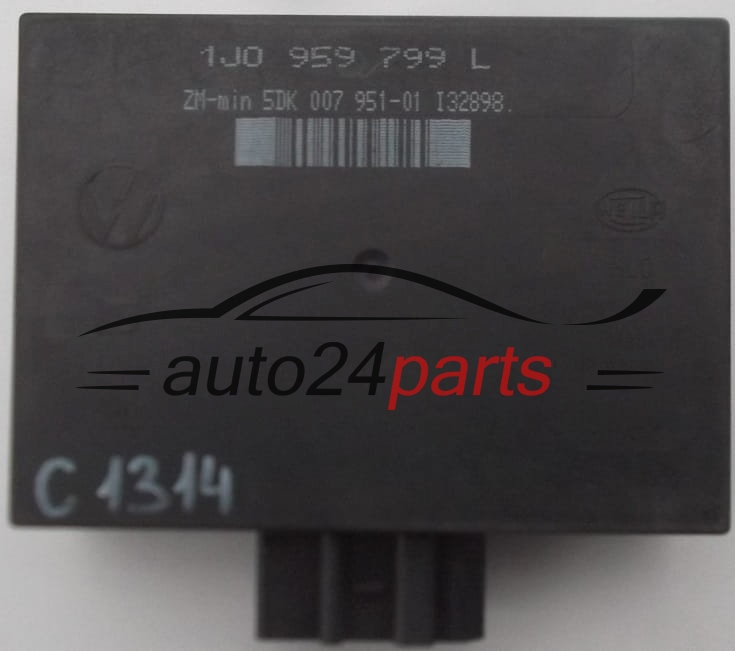 1J0 959 799 L
ZM-min 5DK 007 951-01 I32898.
HELLA
auto24parts
C 1314